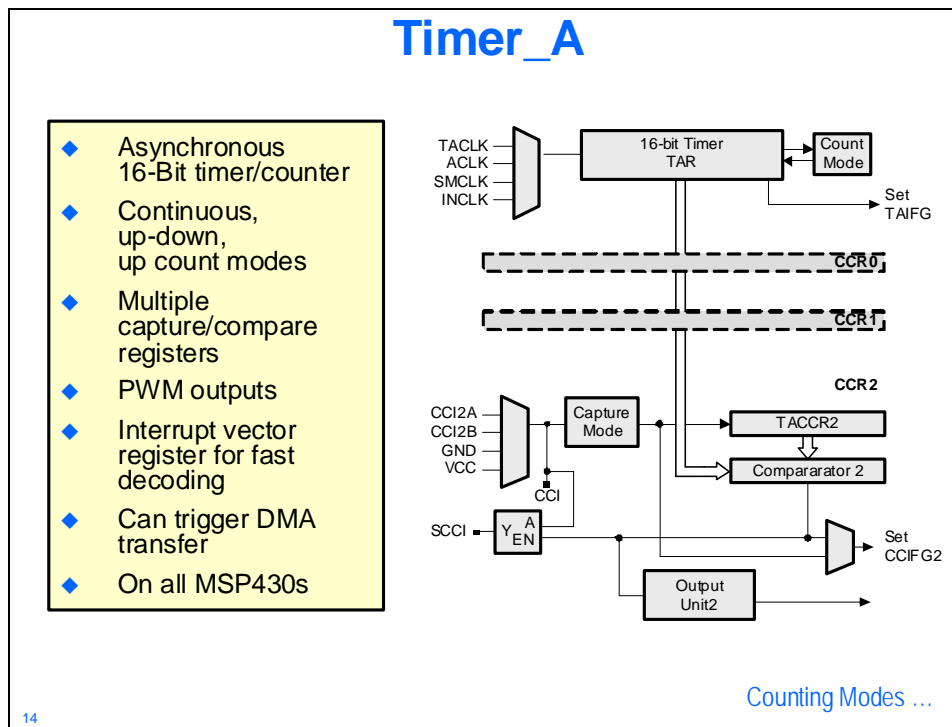 Timer_A
◆ Asynchronous
16-Bit timer/counter
◆ Continuous,
up-down,
up count modes
◆ Multiple
capture/compare
registers
◆ PWM outputs
◆ Interrupt vector
register for fast
decoding
◆ Can trigger DMA
transfer
◆ On all MSP430s
TACLK
ACLK
SMCLK
INCLK
16-bit Timer
TAR
Count
Mode
Set
TAIFG
CCR0
CCR1
CCR2
CCI2A
CCI2B
GND
VCC
Capture
Mode
TACCR2
Compararator 2
CCI
SCCI
Y A
EN
Set
CCIFG2
Output
Unit2
Counting Modes ...
14